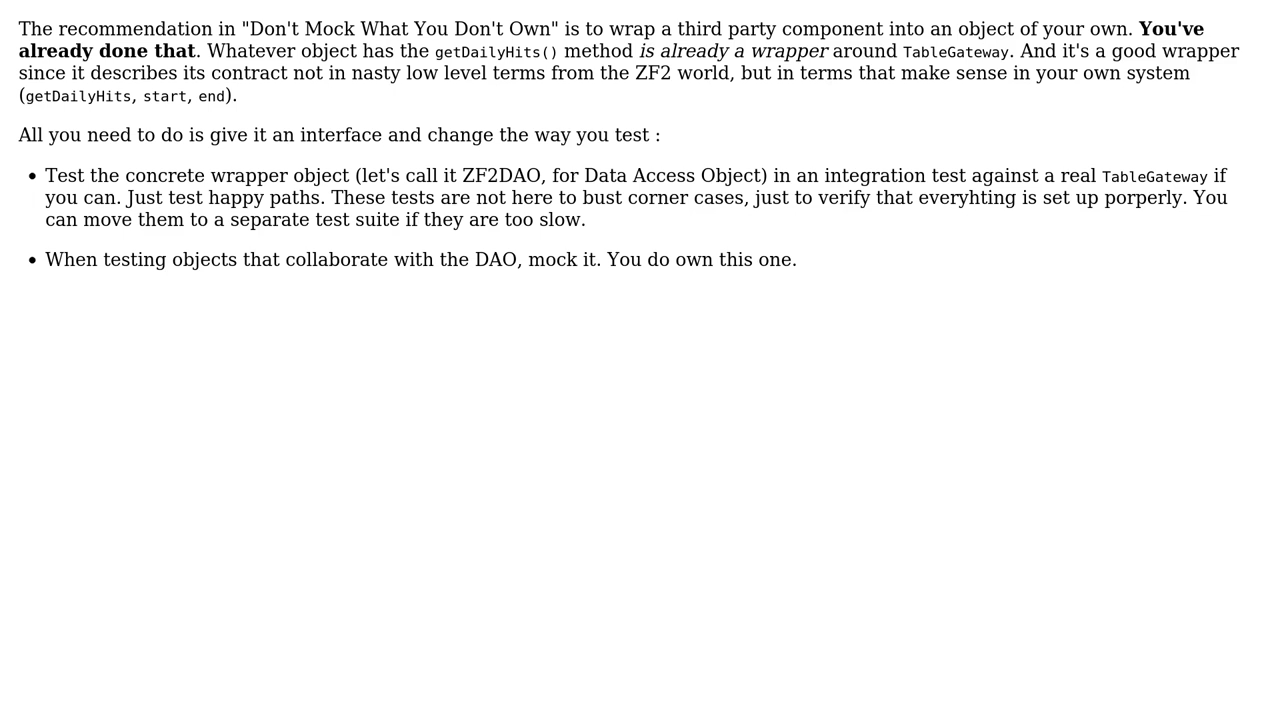 The recommendation in "Don't Mock What You Don't Own" is to wrap a third party component into an object of your own. You've
already done that. Whatever object has the getDailyHits() method is already a wrapper around TableGateway. And it's a good wrapper
since it describes its contract not in nasty low level terms from the ZF2 world, but in terms that make sense in your own system
(getDailyHits, start, end).
All you need to do is give it an interface and change the way you test :
• Test the concrete wrapper object (let's call it ZF2DAO, for Data Access Object) in an integration test against a real TableGateway if
you can. Just test happy paths. These tests are not here to bust corner cases, just to verify that everyhting is set up porperly. You
can move them to a separate test suite if they are too slow.
• When testing objects that collaborate with the DAO, mock it. You do own this one.